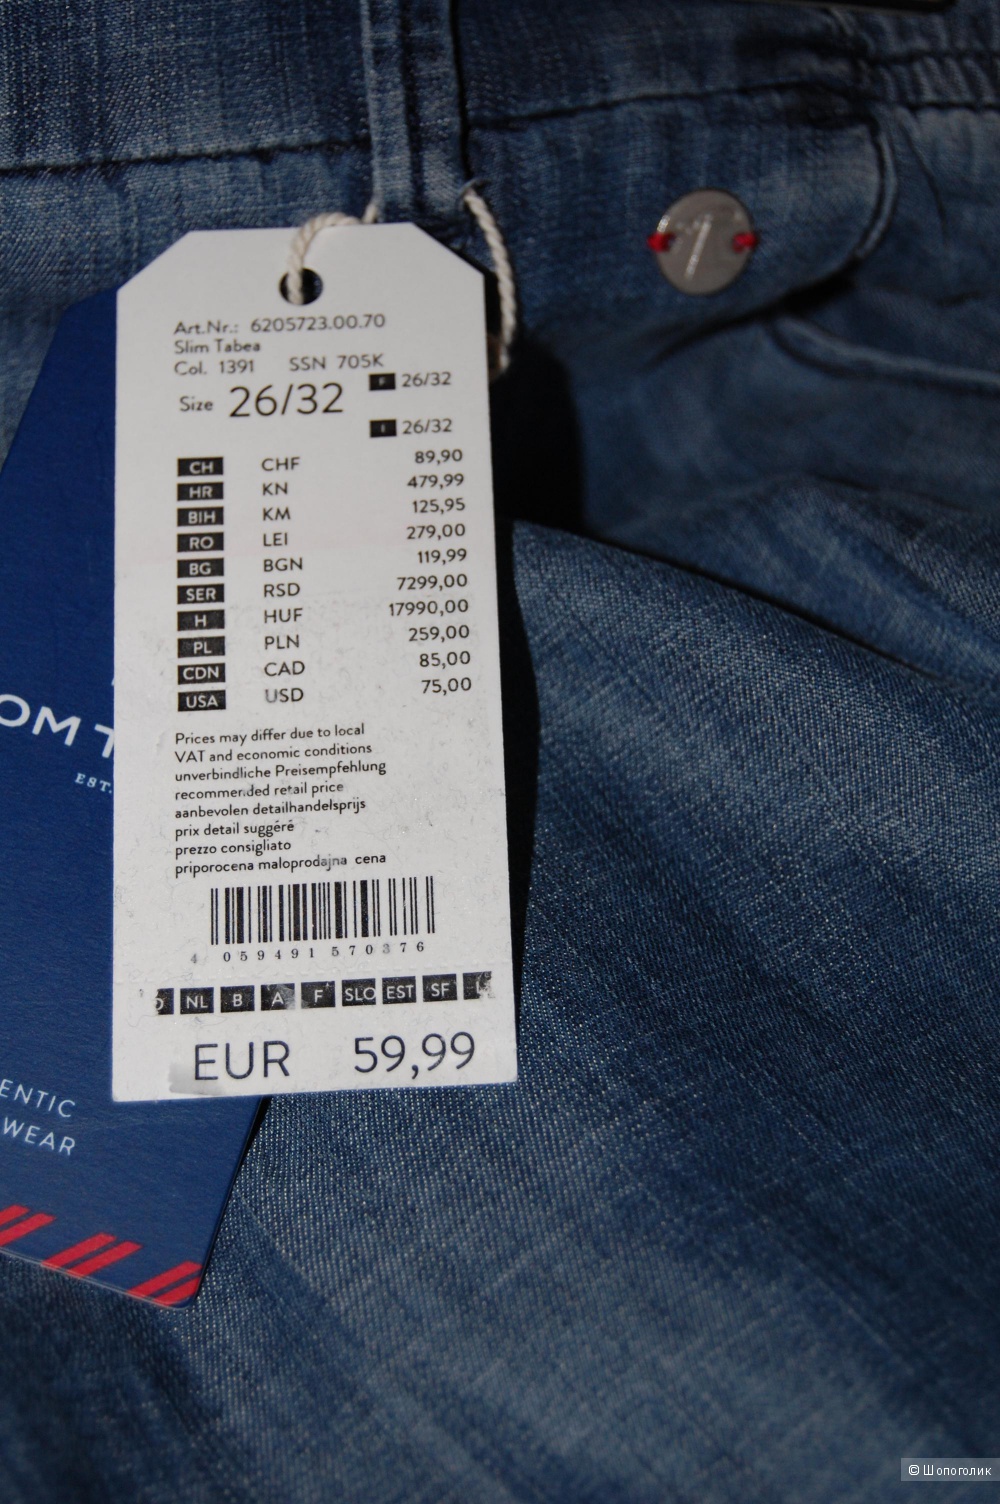 Art.Nr.: 6205723.00.70
Slim Tabea
Col. 1391 SSN 705K
Size 26/32
F 26/32
I 26/32
CH CHF 89,90
HR KN 479,99
BIH KM 125,95
RO LEI 279,00
BG BGN 119,99
SER RSD 7299,00
H HUF 17990,00
PL PLN 259,00
CDN CAD 85,00
USA USD 75,00
Prices may differ due to local
VAT and economic conditions
unverbindliche Preisempfehlung
recommended retail price
aanbevolen detailhandelsprijs
prix detail suggéré
prezzo consigliato
priporocena maloprodajna cena
4 059491 570376
D NL B A F SLO EST SF L
EUR 59,99
OM T
EST.
ENTIC
WEAR
© Шопоголик